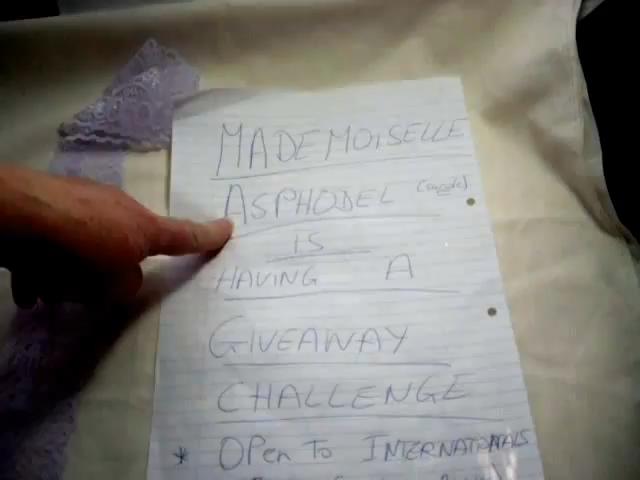 MADEMOISELLE
ASPHODEL
IS
HAVING A
GIVEAWAY
CHALLENGE
* OPEN TO INTERNATIONALS